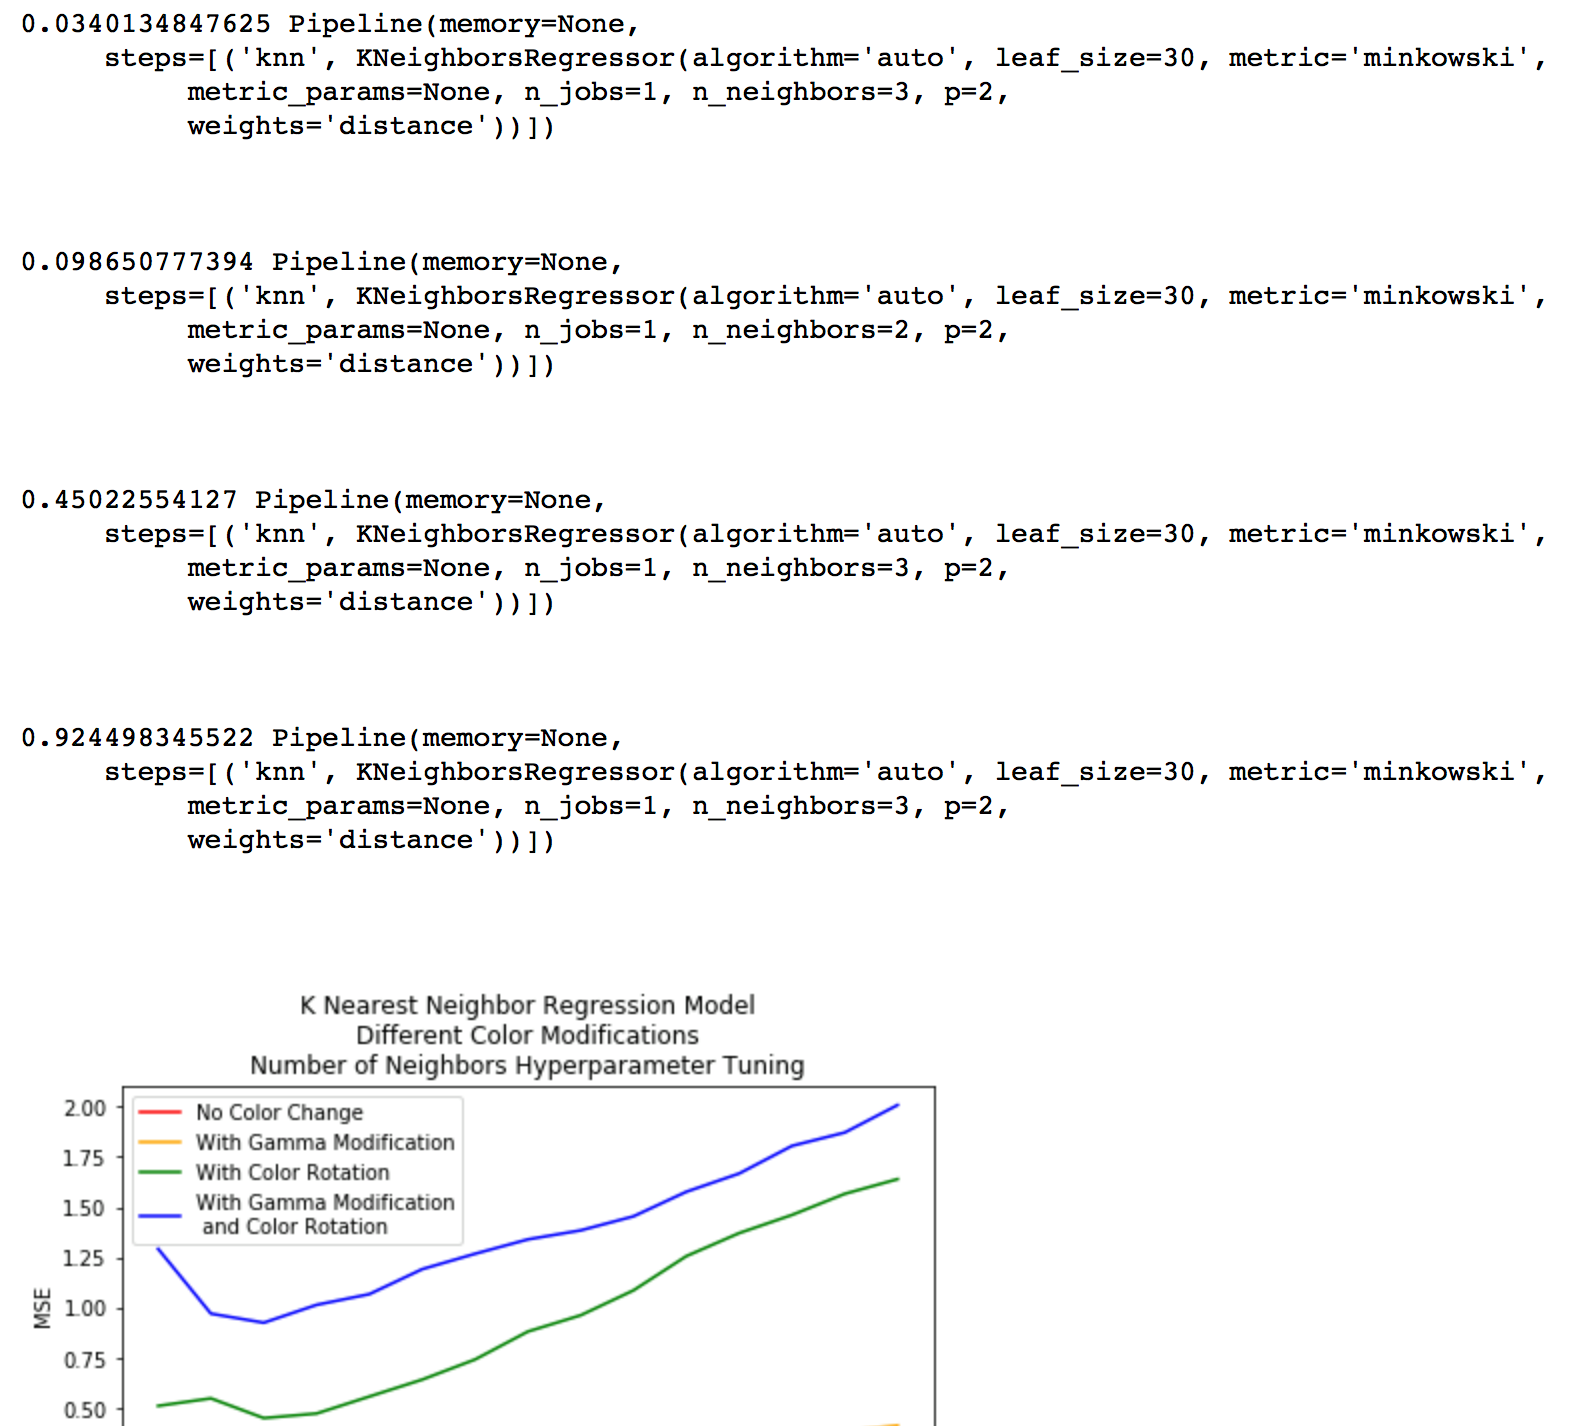 0.0340134847625 Pipeline(memory=None,
steps=[('knn', KNeighborsRegressor(algorithm='auto', leaf_size=30, metric='minkowski',
metric_params=None, n_jobs=1, n_neighbors=3, p=2,
weights='distance'))])
0.098650777394 Pipeline(memory=None,
steps=[('knn', KNeighborsRegressor(algorithm='auto', leaf_size=30, metric='minkowski',
metric_params=None, n_jobs=1, n_neighbors=2, p=2,
weights='distance'))])
0.45022554127 Pipeline(memory=None,
steps=[('knn', KNeighborsRegressor(algorithm='auto', leaf_size=30, metric='minkowski',
metric_params=None, n_jobs=1, n_neighbors=3, p=2,
weights='distance'))])
0.924498345522 Pipeline(memory=None,
steps=[('knn', KNeighborsRegressor(algorithm='auto', leaf_size=30, metric='minkowski',
metric_params=None, n_jobs=1, n_neighbors=3, p=2,
weights='distance'))])
K Nearest Neighbor Regression Model
Different Color Modifications
Number of Neighbors Hyperparameter Tuning
No Color Change
With Gamma Modification
With Color Rotation
With Gamma Modification
and Color Rotation
2.00
1.75
1.50
1.25
1.00
0.75
0.50
MSE